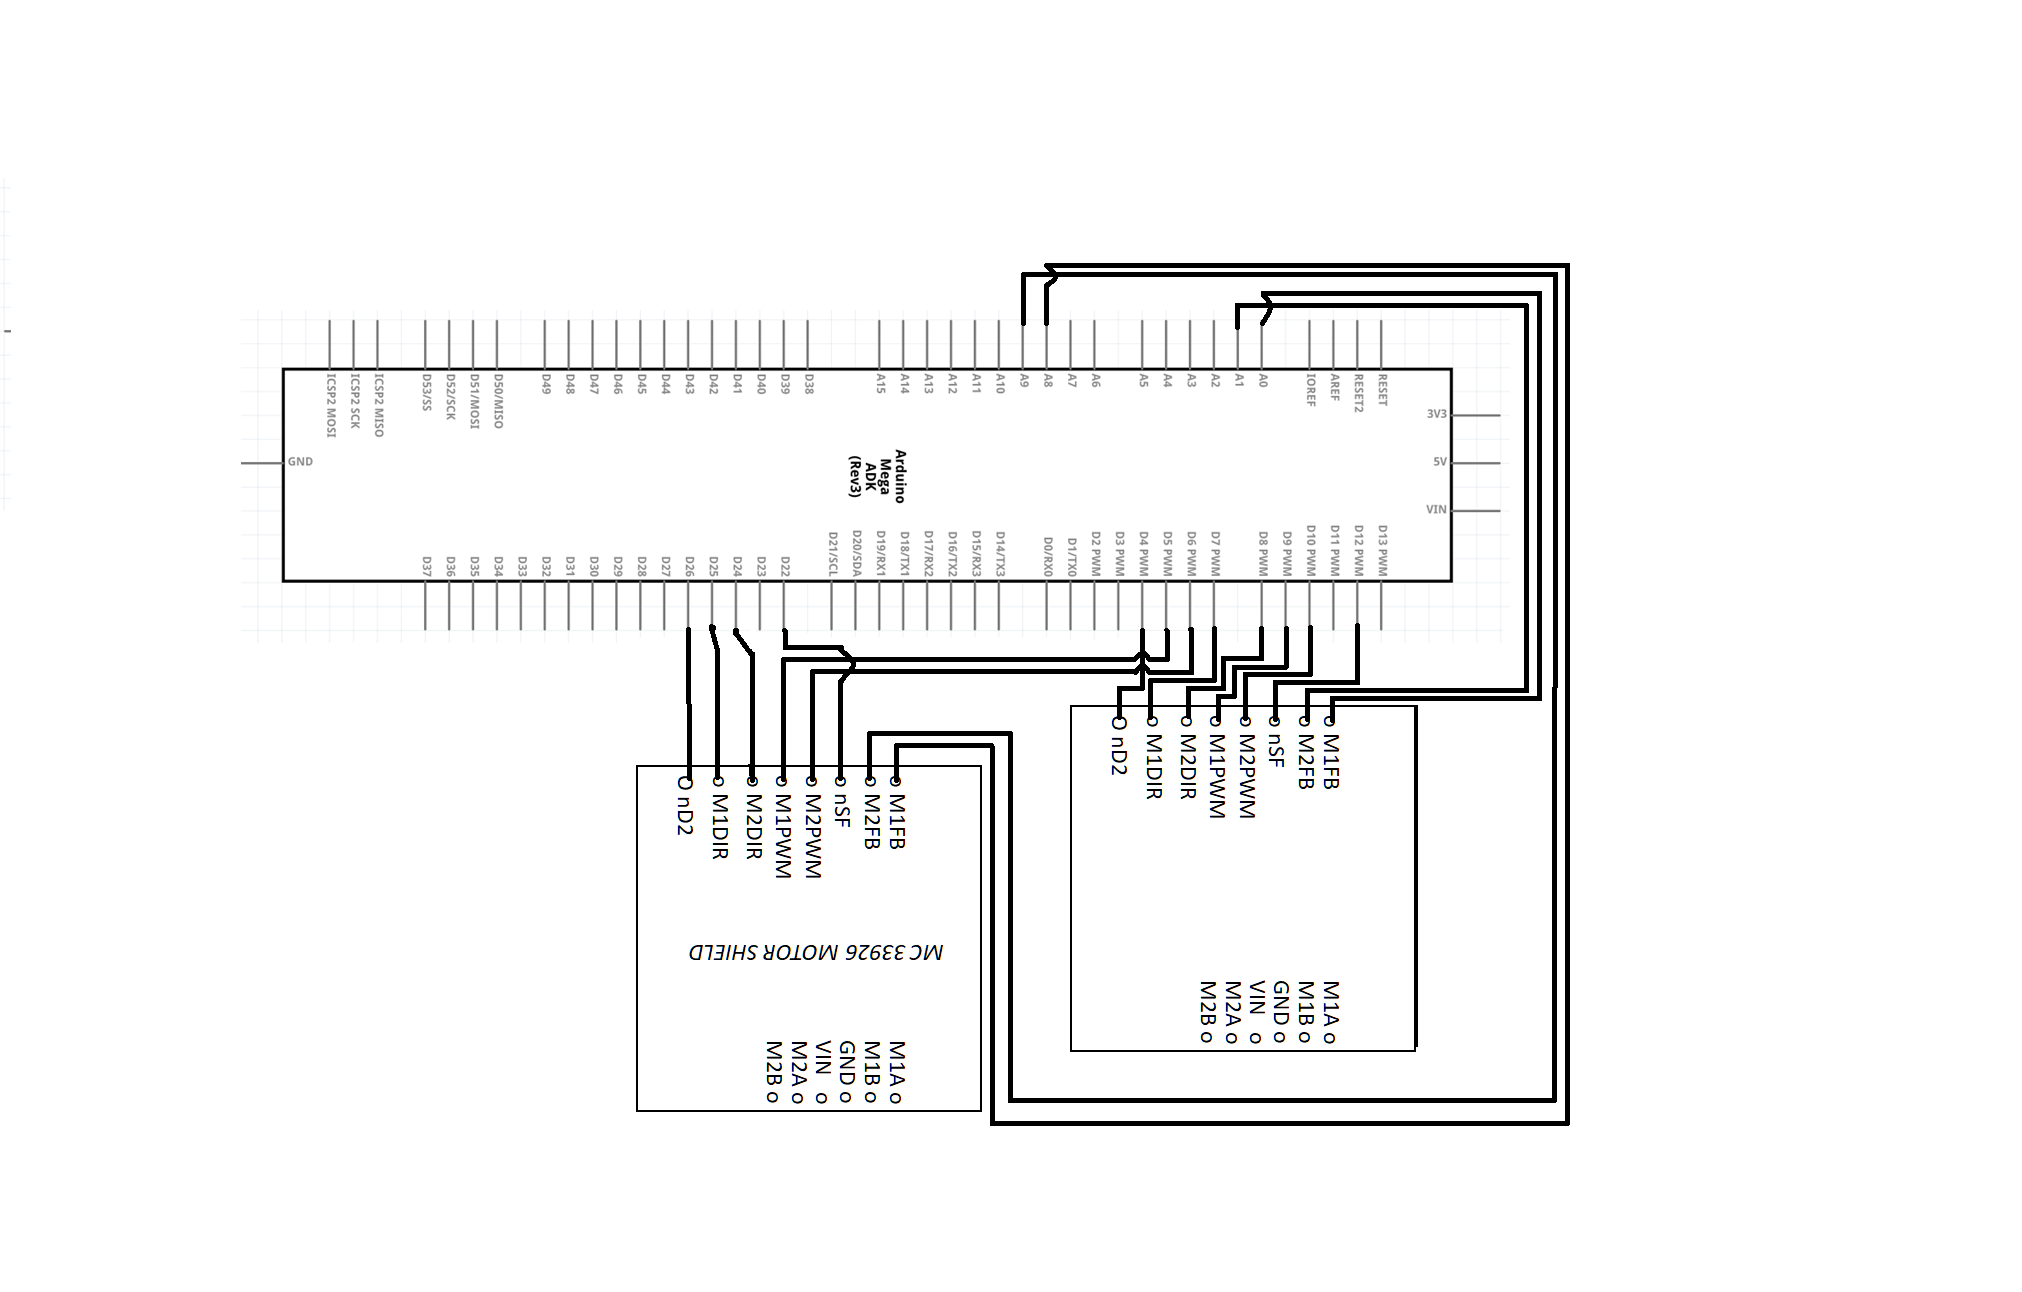 ICSP2 MOSI
ICSP2 SCK
ICSP2 MISO
D53/SS
D52/SCK
D51/MOSI
D50/MISO
D49
D48
D47
D46
D45
D44
D43
D42
D41
D40
D39
D38
A15
A14
A13
A12
A11
A10
A9
A8
A7
A6
A5
A4
A3
A2
A1
A0
IOREF
AREF
RESET2
RESET
3V3
5V
VIN
GND
Arduino
Mega
ADK
(Rev3)
D37
D36
D35
D34
D33
D32
D31
D30
D29
D28
D27
D26
D25
D24
D23
D22
D21/SCL
D20/SDA
D19/RX1
D18/TX1
D17/RX2
D16/TX2
D15/RX3
D14/TX3
D0/RX0
D1/TX0
D2 PWM
D3 PWM
D4 PWM
D5 PWM
D6 PWM
D7 PWM
D8 PWM
D9 PWM
D10 PWM
D11 PWM
D12 PWM
D13 PWM
nD2
M1DIR
M2DIR
M1PWM
M2PWM
nSF
M2FB
M1FB
MC 33926 MOTOR SHIELD
M2B
M2A
VIN
GND
M1B
M1A
nD2
M1DIR
M2DIR
M1PWM
M2PWM
nSF
M2FB
M1FB
M2B
M2A
VIN
GND
M1B
M1A